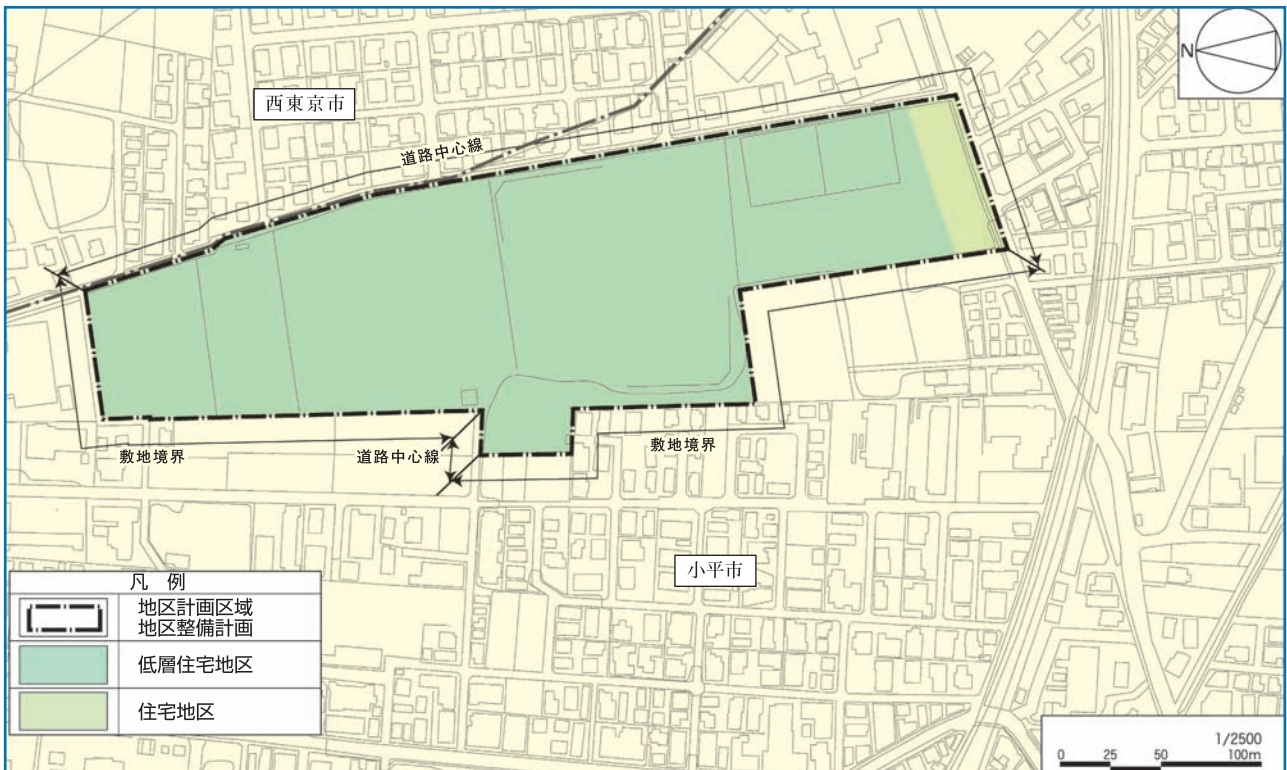 N
西東京市
道路中心線
敷地境界
道路中心線
敷地境界
小平市
凡 例
地区計画区域
地区整備計画
低層住宅地区
住宅地区
1/2500
0 25 50 100m